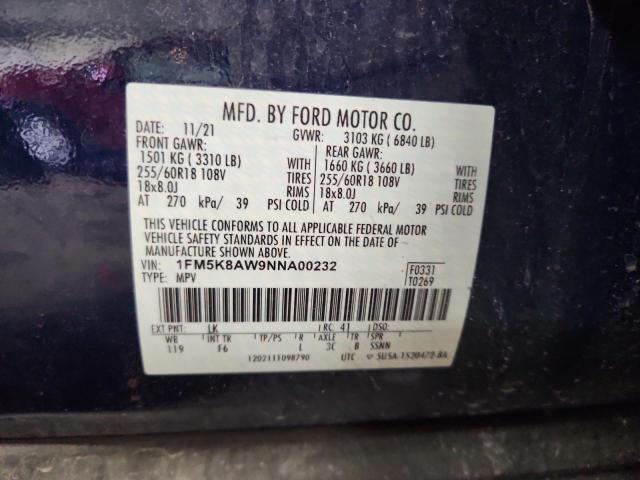 MFD. BY FORD MOTOR CO.
DATE: 11/21 GVWR: 3103 KG ( 6840 LB)
FRONT GAWR: REAR GAWR:
1501 KG ( 3310 LB) WITH 1660 KG ( 3660 LB) WITH
255/60R18 108V TIRES 255/60R18 108V TIRES
18x8.0J RIMS 18x8.0J RIMS
AT 270 kPa/ 39 PSI COLD AT 270 kPa/ 39 PSI COLD
THIS VEHICLE CONFORMS TO ALL APPLICABLE FEDERAL MOTOR
VEHICLE SAFETY STANDARDS IN EFFECT ON THE DATE OF
MANUFACTURE SHOWN ABOVE.
VIN: 1FM5K8AW9NNA00232 F0331
TYPE: MPV T0269
EXT PNT: LK RC: 41 DSO:
WB INT TR TP/PS R AXLE TR SPR
119 F6 L 3C B SSNN
1202111098790 UTC 5U5A-1520472-BA